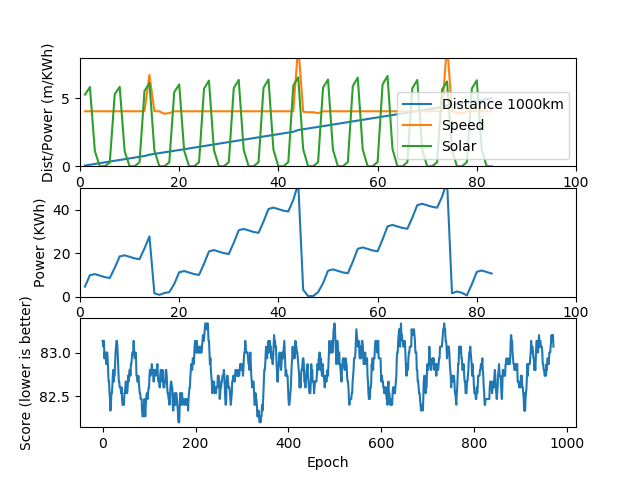 Dist/Power (m/KWh)
5
0
Distance 1000km
Speed
Solar
0 20 40 60 80 100
Power (KWh)
40
20
0
0 20 40 60 80 100
Score (lower is better)
83.0
82.5
0 200 400 600 800 1000
Epoch